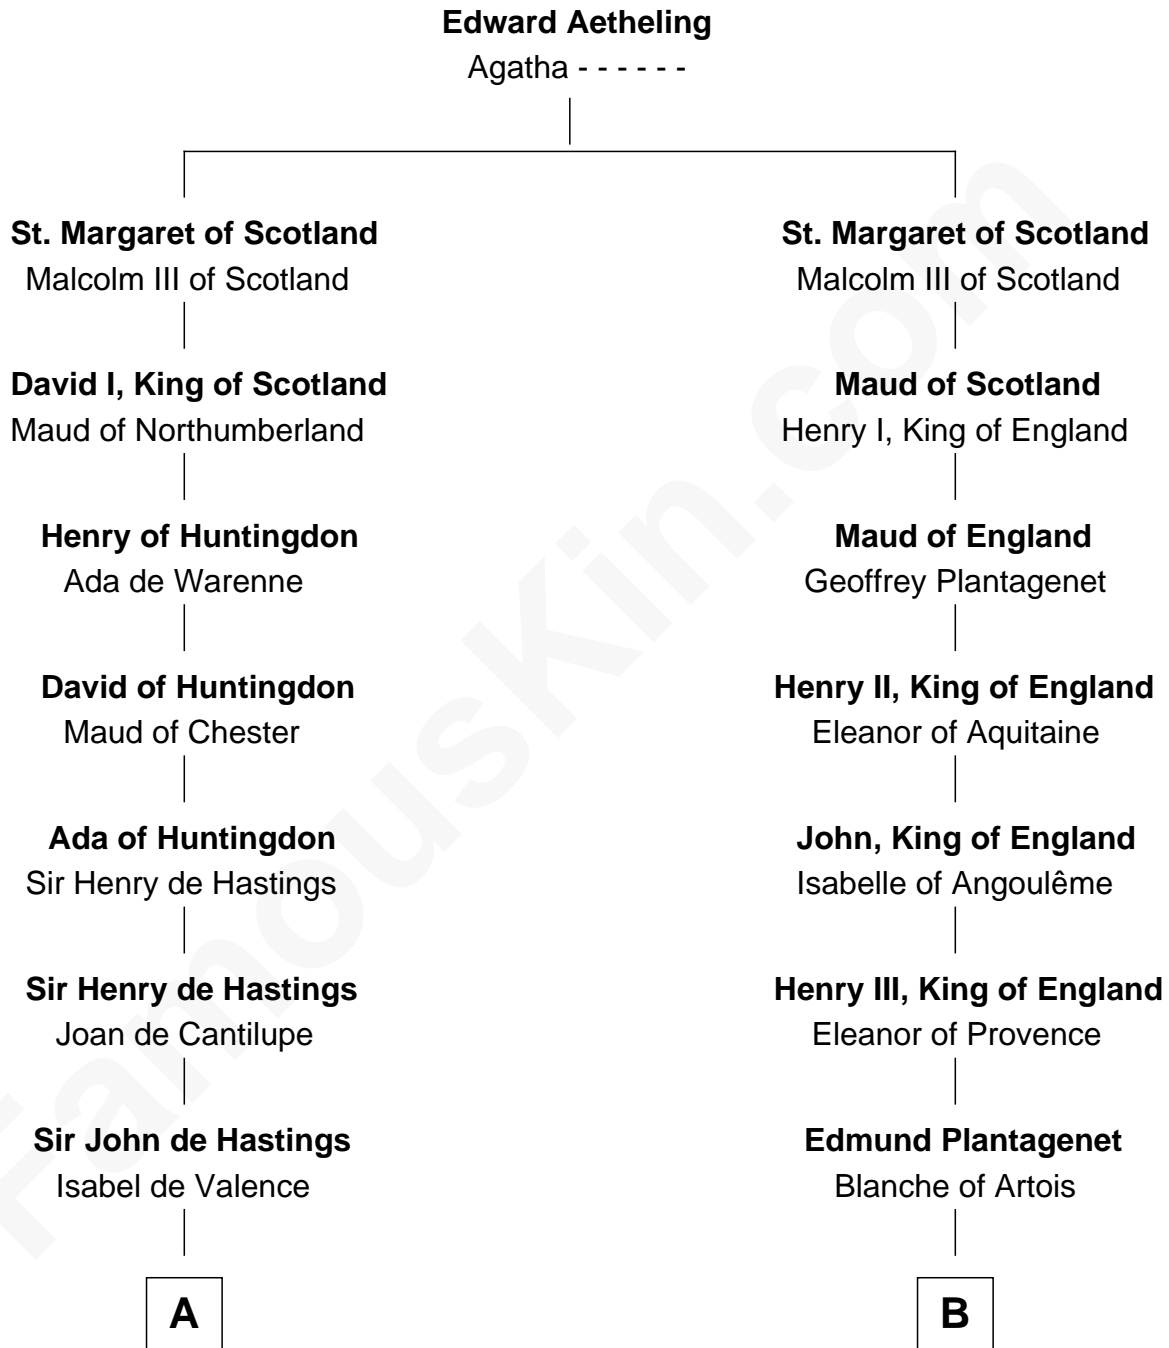 Edward Aetheling
Agatha - - - - - -
St. Margaret of Scotland
Malcolm III of Scotland
St. Margaret of Scotland
Malcolm III of Scotland
David I, King of Scotland
Maud of Northumberland
Maud of Scotland
Henry I, King of England
Henry of Huntingdon
Ada de Warenne
Maud of England
Geoffrey Plantagenet
David of Huntingdon
Maud of Chester
Henry II, King of England
Eleanor of Aquitaine
Ada of Huntingdon
Sir Henry de Hastings
John, King of England
Isabelle of Angoulême
Sir Henry de Hastings
Joan de Cantilupe
Henry III, King of England
Eleanor of Provence
Sir John de Hastings
Isabel de Valence
Edmund Plantagenet
Blanche of Artois
A
B
FamousKin.com